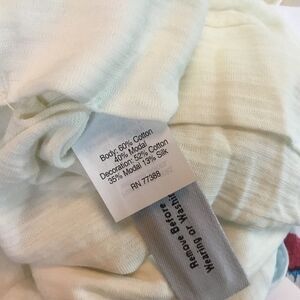 Body: 60% Cotton
40% Modal
Decoration: 52% Cotton
35% Modal 13% Silk
RN 77388
Remove Before
Wearing or Washing